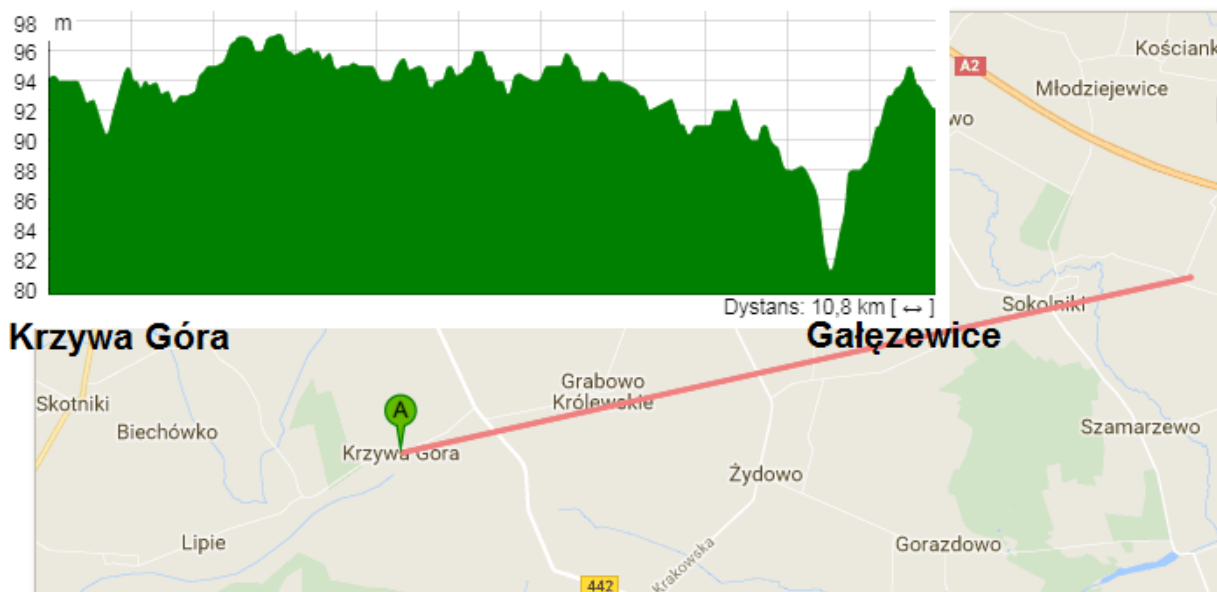 98 m
96
94
92
90
88
86
84
82
80
Dystans: 10,8 km [ ↔ ]
Krzywa Góra
Gałęzewice
A2
Kościank
Młodziejewice
wo
Sokolniki
Grabowo
Królewskie
Skotniki
Biechówko
A
Krzywa Góra
Szamarzewo
Żydowo
Lipie
Gorazdowo
Krakowska
442